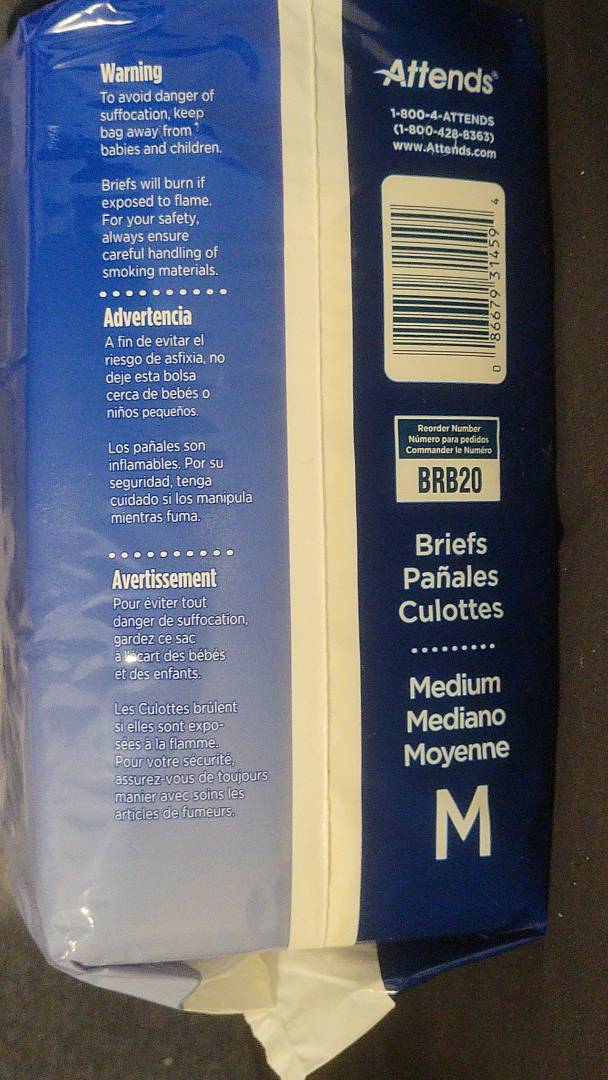 Warning
To avoid danger of
suffocation, keep
bag away from
babies and children.
Briefs will burn if
exposed to flame.
For your safety,
always ensure
careful handling of
smoking materials.
Advertencia
A fin de evitar el
riesgo de asfixia, no
deje esta bolsa
cerca de bebés o
niños pequeños.
Los pañales son
inflamables. Por su
seguridad, tenga
cuidado si los manipula
mientras fuma.
Avertissement
Pour éviter tout
danger de suffocation,
gardez ce sac
à l'écart des bébés
et des enfants.
Les Culottes brûlent
si elles sont expo-
sées à la flamme.
Pour votre sécurité,
assurez-vous de toujours
manier avec soins les
articles de fumeurs.
Attends®
1-800-4-ATTENDS
(1-800-428-8363)
www.Attends.com
0 86679 31459 4
Reorder Number
Número para pedidos
Commander le Numéro
BRB20
Briefs
Pañales
Culottes
Medium
Mediano
Moyenne
M